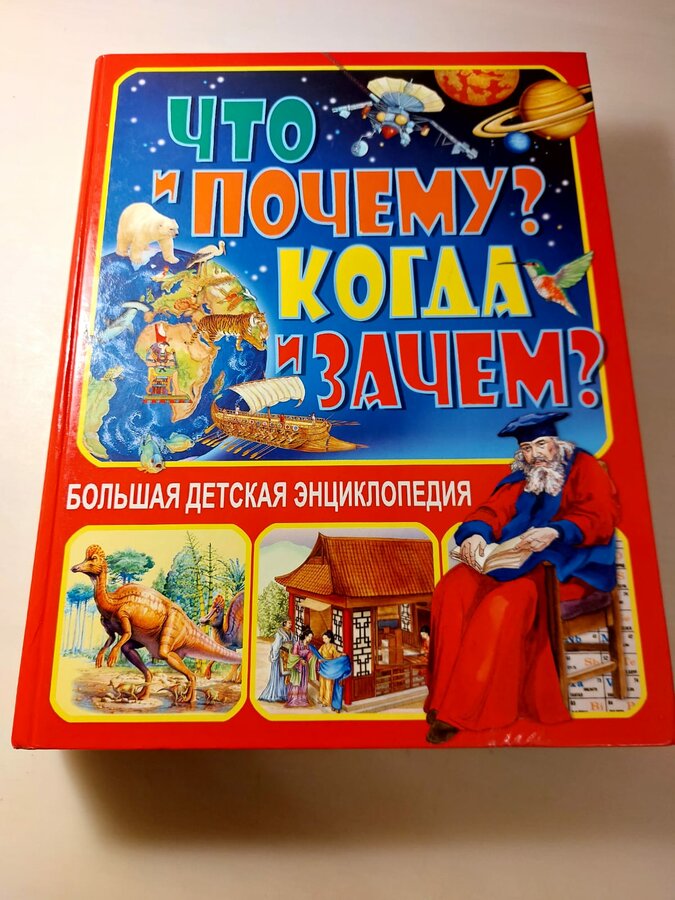 ЧТО
И ПОЧЕМУ?
КОГДА
И ЗАЧЕМ?
БОЛЬШАЯ ДЕТСКАЯ ЭНЦИКЛОПЕДИЯ